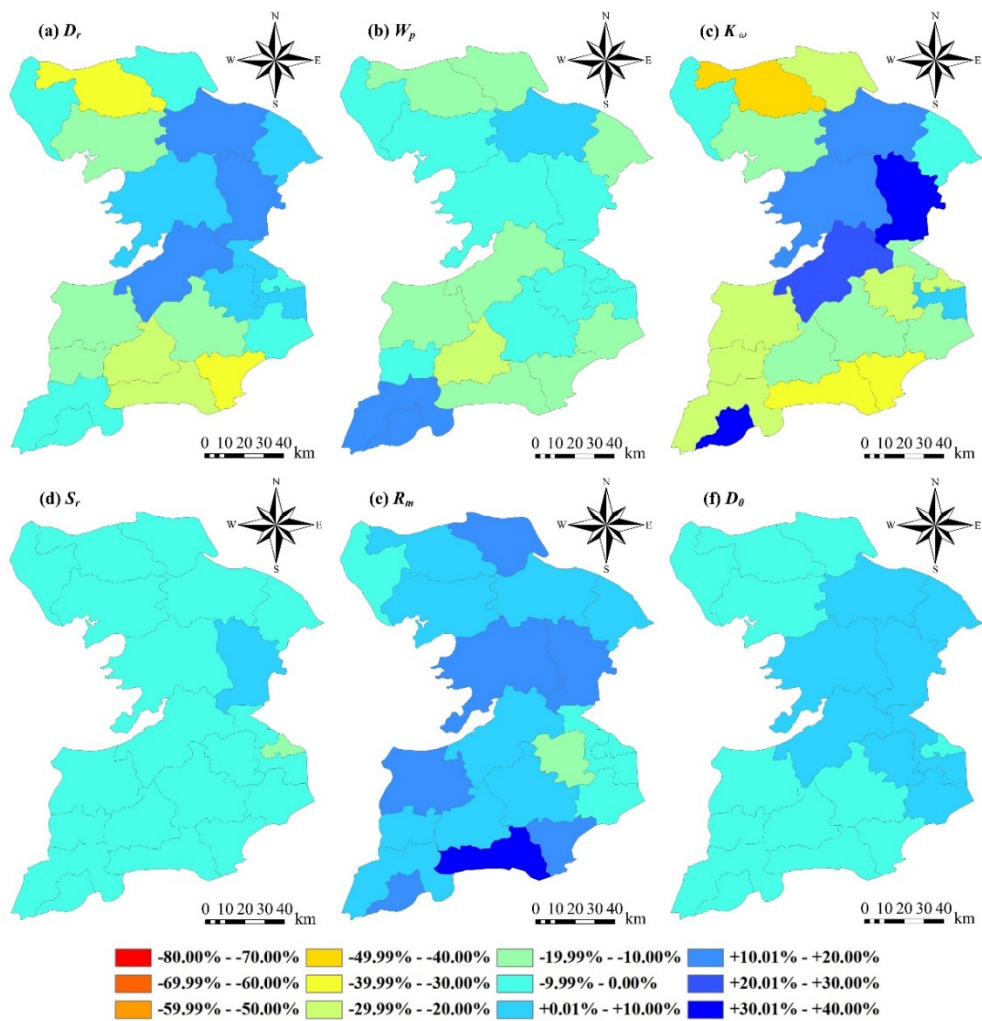 (a) Dr
N
W
E
S
0 10 20 30 40
km
(b) Wp
N
W
E
S
0 10 20 30 40
km
(c) Kω
N
W
E
S
0 10 20 30 40
km
(d) Sr
N
W
E
S
0 10 20 30 40
km
(e) Rm
N
W
E
S
0 10 20 30 40
km
(f) D0
N
W
E
S
0 10 20 30 40
km
-80.00% - -70.00%
-49.99% - -40.00%
-19.99% - -10.00%
+10.01% - +20.00%
-69.99% - -60.00%
-39.99% - -30.00%
-9.99% - 0.00%
+20.01% - +30.00%
-59.99% - -50.00%
-29.99% - -20.00%
+0.01% - +10.00%
+30.01% - +40.00%